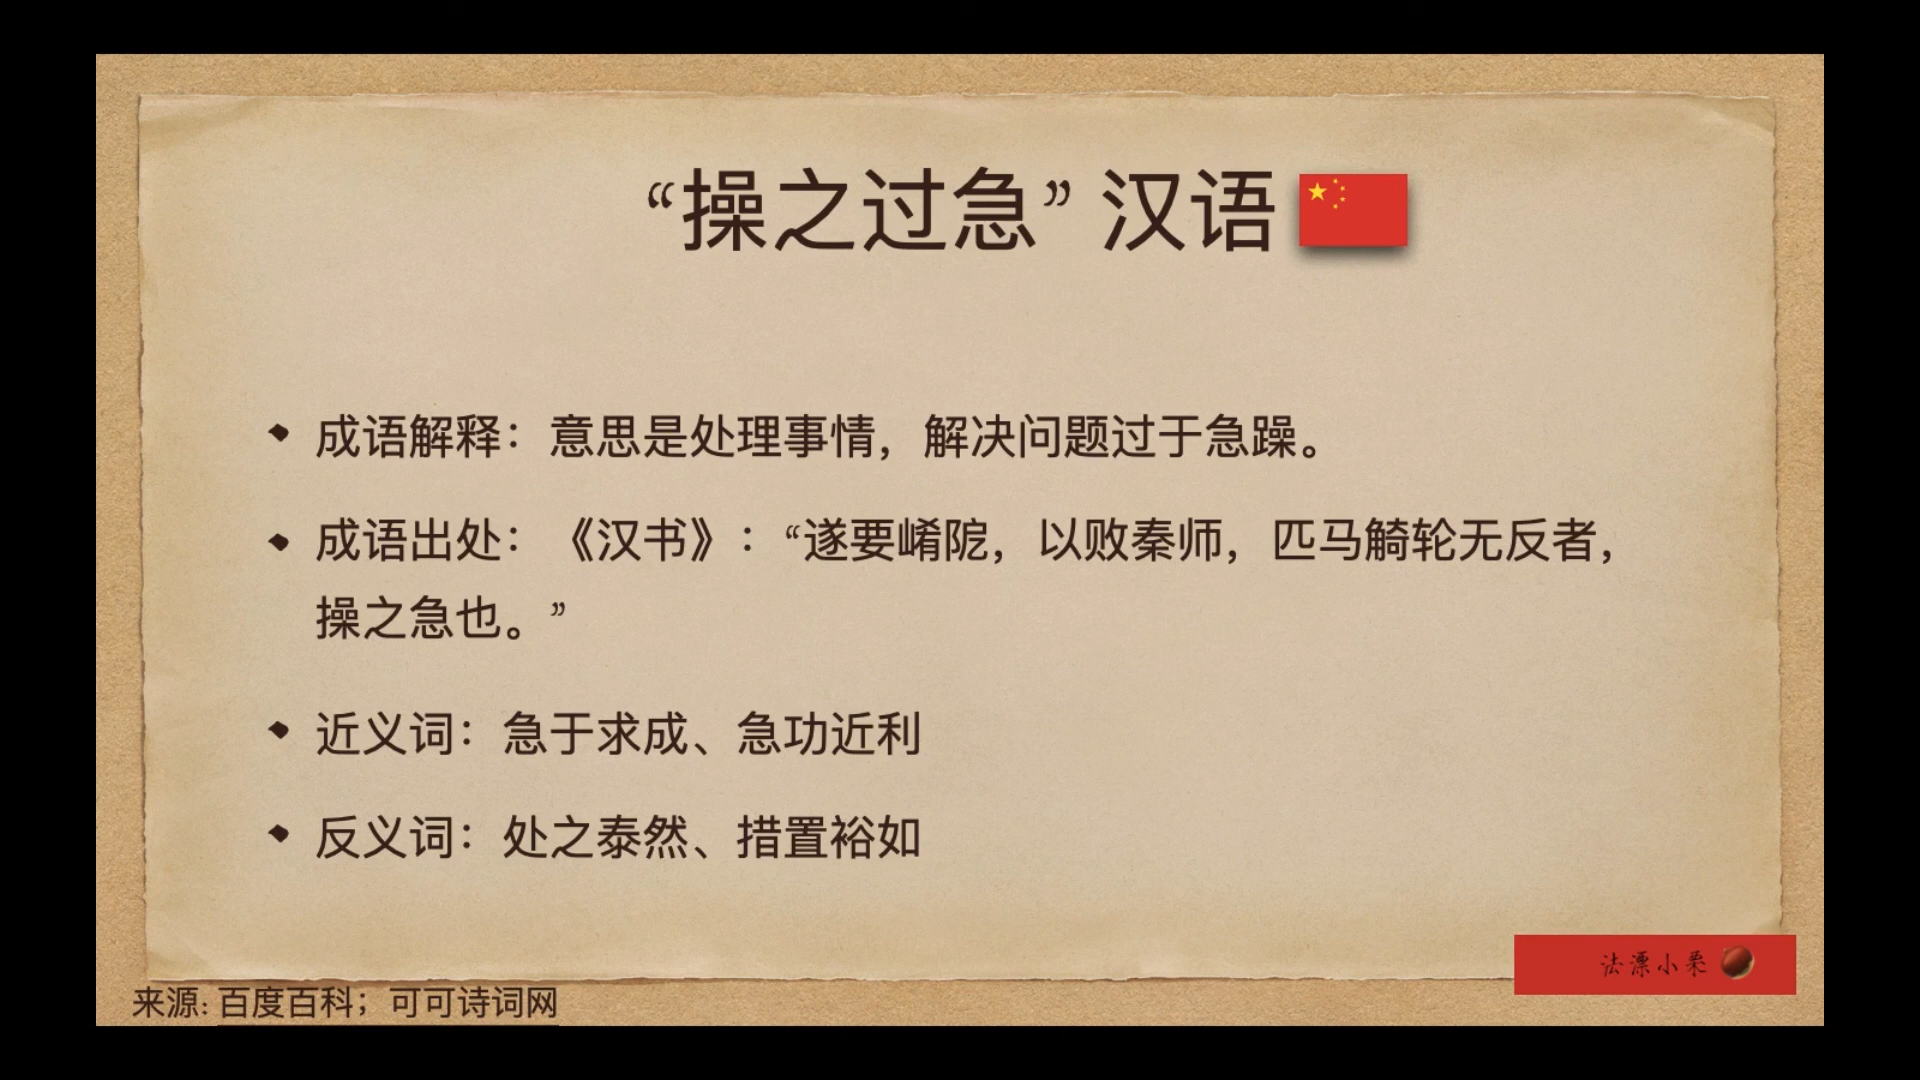 “操之过急” 汉语
成语解释：意思是处理事情，解决问题过于急躁。
成语出处：《汉书》：“遂要崤阸，以败秦师，匹马觭轮无反者，
操之急也。”
近义词：急于求成、急功近利
反义词：处之泰然、措置裕如
法漂小栗
来源: 百度百科；可可诗词网